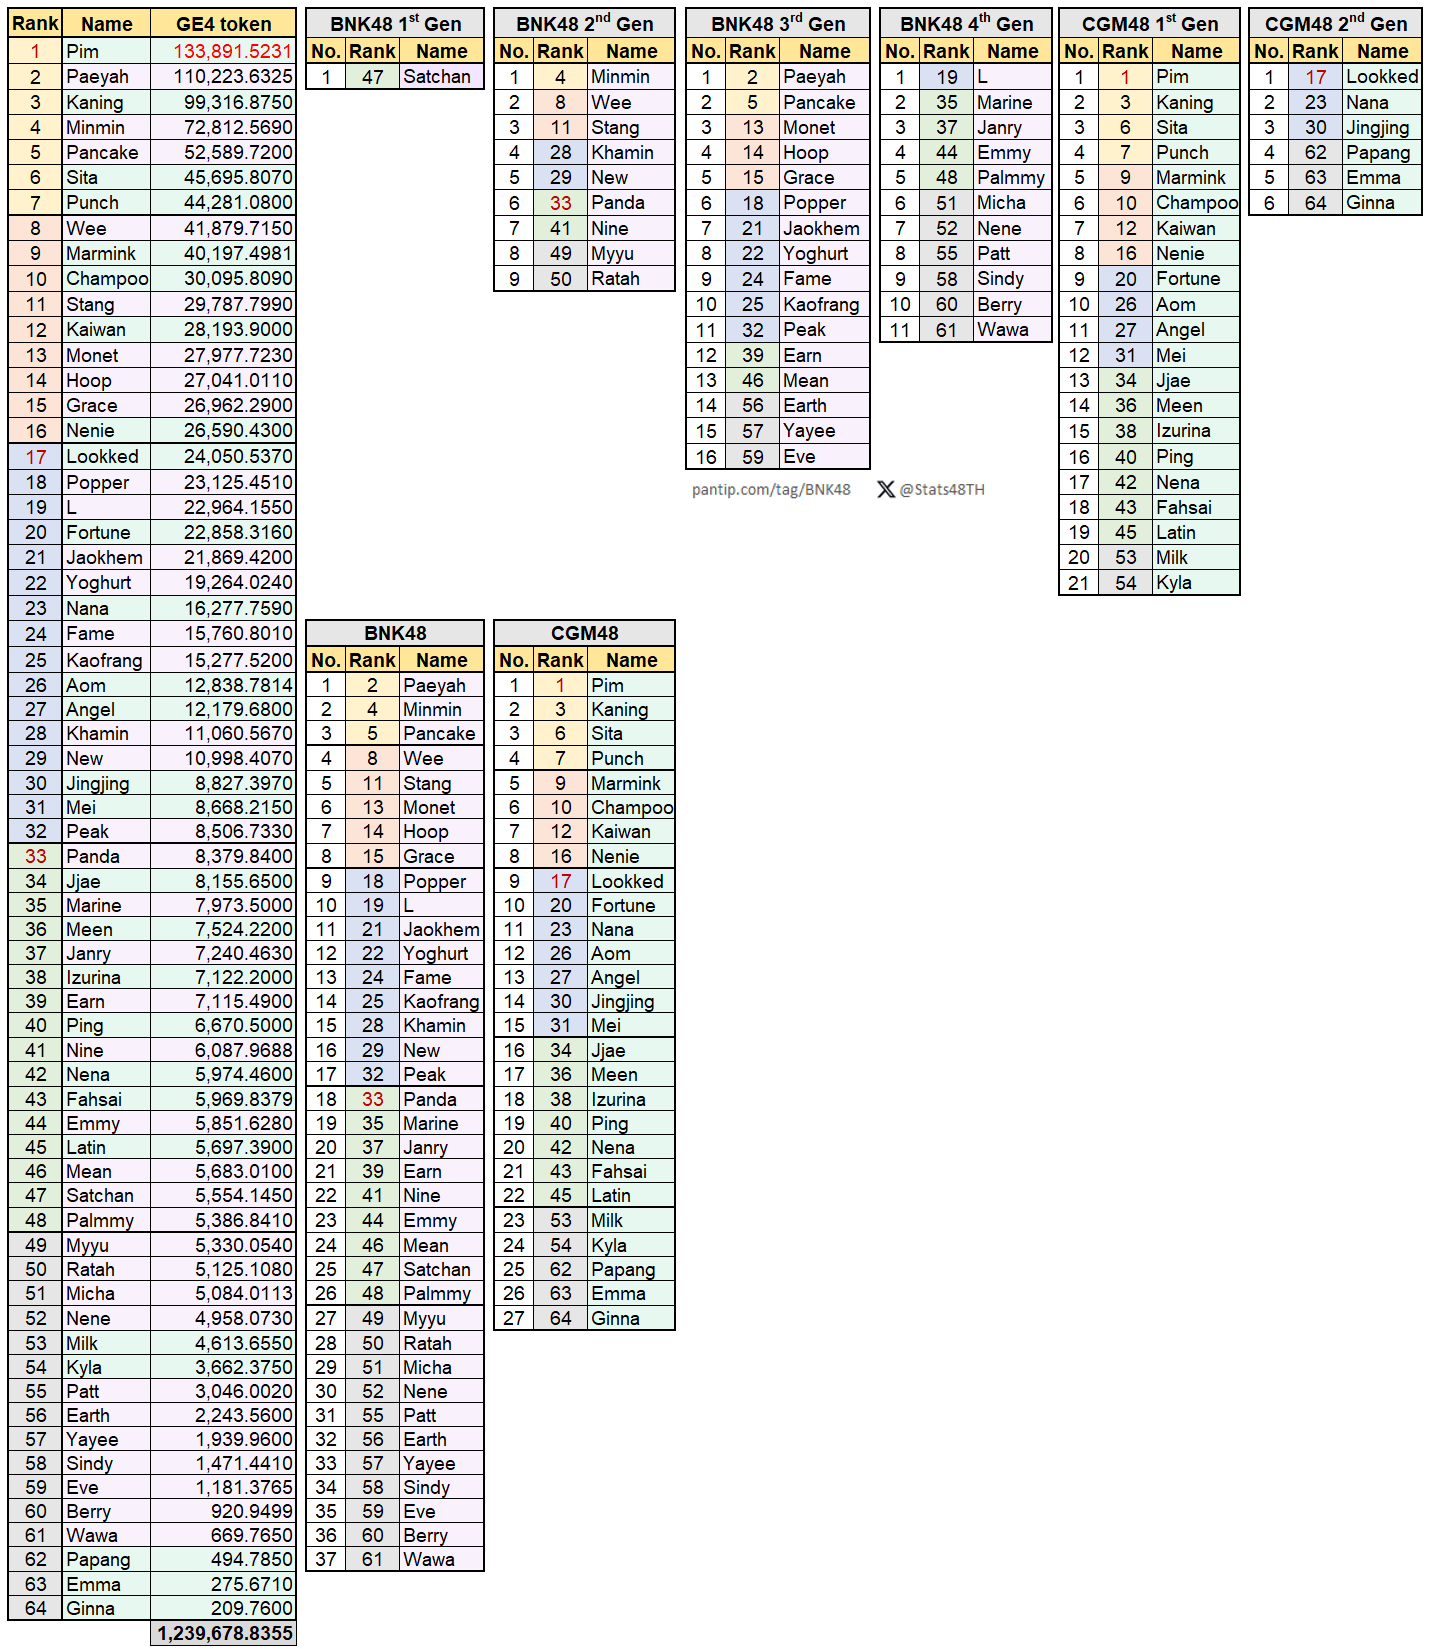 Rank Name GE4 token
1 Pim 133,891.5231
2 Paeyah 110,223.6325
3 Kaning 99,316.8750
4 Minmin 72,812.5690
5 Pancake 52,589.7200
6 Sita 45,695.8070
7 Punch 44,281.0800
8 Wee 41,879.7150
9 Marmink 40,197.4981
10 Champoo 30,095.8090
11 Stang 29,787.7990
12 Kaiwan 28,193.9000
13 Monet 27,977.7230
14 Hoop 27,041.0110
15 Grace 26,962.2900
16 Nenie 26,590.4300
17 Lookked 24,050.5370
18 Popper 23,125.4510
19 L 22,964.1550
20 Fortune 22,858.3160
21 Jaokhem 21,869.4200
22 Yoghurt 19,264.0240
23 Nana 16,277.7590
24 Fame 15,760.8010
25 Kaofrang 15,277.5200
26 Aom 12,838.7814
27 Angel 12,179.6800
28 Khamin 11,060.5670
29 New 10,998.4070
30 Jingjing 8,827.3970
31 Mei 8,668.2150
32 Peak 8,506.7330
33 Panda 8,379.8400
34 Jjae 8,155.6500
35 Marine 7,973.5000
36 Meen 7,524.2200
37 Janry 7,240.4630
38 Izurina 7,122.2000
39 Earn 7,115.4900
40 Ping 6,670.5000
41 Nine 6,087.9688
42 Nena 5,974.4600
43 Fahsai 5,969.8379
44 Emmy 5,851.6280
45 Latin 5,697.3900
46 Mean 5,683.0100
47 Satchan 5,554.1450
48 Palmmy 5,386.8410
49 Myyu 5,330.0540
50 Ratah 5,125.1080
51 Micha 5,084.0113
52 Nene 4,958.0730
53 Milk 4,613.6550
54 Kyla 3,662.3750
55 Patt 3,046.0020
56 Earth 2,243.5600
57 Yayee 1,939.9600
58 Sindy 1,471.4410
59 Eve 1,181.3765
60 Berry 920.9499
61 Wawa 669.7650
62 Papang 494.7850
63 Emma 275.6710
64 Ginna 209.7600
1,239,678.8355
BNK48 1st Gen
No. Rank Name
1 47 Satchan
BNK48 2nd Gen
No. Rank Name
1 4 Minmin
2 8 Wee
3 11 Stang
4 28 Khamin
5 29 New
6 33 Panda
7 41 Nine
8 49 Myyu
9 50 Ratah
BNK48 3rd Gen
No. Rank Name
1 2 Paeyah
2 5 Pancake
3 13 Monet
4 14 Hoop
5 15 Grace
6 18 Popper
7 21 Jaokhem
8 22 Yoghurt
9 24 Fame
10 25 Kaofrang
11 32 Peak
12 39 Earn
13 46 Mean
14 56 Earth
15 57 Yayee
16 59 Eve
BNK48 4th Gen
No. Rank Name
1 19 L
2 35 Marine
3 37 Janry
4 44 Emmy
5 48 Palmmy
6 51 Micha
7 52 Nene
8 55 Patt
9 58 Sindy
10 60 Berry
11 61 Wawa
CGM48 1st Gen
No. Rank Name
1 1 Pim
2 3 Kaning
3 6 Sita
4 7 Punch
5 9 Marmink
6 10 Champoo
7 12 Kaiwan
8 16 Nenie
9 20 Fortune
10 26 Aom
11 27 Angel
12 31 Mei
13 34 Jjae
14 36 Meen
15 38 Izurina
16 40 Ping
17 42 Nena
18 43 Fahsai
19 45 Latin
20 53 Milk
21 54 Kyla
CGM48 2nd Gen
No. Rank Name
1 17 Lookked
2 23 Nana
3 30 Jingjing
4 62 Papang
5 63 Emma
6 64 Ginna
pantip.com/tag/BNK48 X @Stats48TH
BNK48
No. Rank Name
1 2 Paeyah
2 4 Minmin
3 5 Pancake
4 8 Wee
5 11 Stang
6 13 Monet
7 14 Hoop
8 15 Grace
9 18 Popper
10 19 L
11 21 Jaokhem
12 22 Yoghurt
13 24 Fame
14 25 Kaofrang
15 28 Khamin
16 29 New
17 32 Peak
18 33 Panda
19 35 Marine
20 37 Janry
21 39 Earn
22 41 Nine
23 44 Emmy
24 46 Mean
25 47 Satchan
26 48 Palmmy
27 49 Myyu
28 50 Ratah
29 51 Micha
30 52 Nene
31 55 Patt
32 56 Earth
33 57 Yayee
34 58 Sindy
35 59 Eve
36 60 Berry
37 61 Wawa
CGM48
No. Rank Name
1 1 Pim
2 3 Kaning
3 6 Sita
4 7 Punch
5 9 Marmink
6 10 Champoo
7 12 Kaiwan
8 16 Nenie
9 17 Lookked
10 20 Fortune
11 23 Nana
12 26 Aom
13 27 Angel
14 30 Jingjing
15 31 Mei
16 34 Jjae
17 36 Meen
18 38 Izurina
19 40 Ping
20 42 Nena
21 43 Fahsai
22 45 Latin
23 53 Milk
24 54 Kyla
25 62 Papang
26 63 Emma
27 64 Ginna